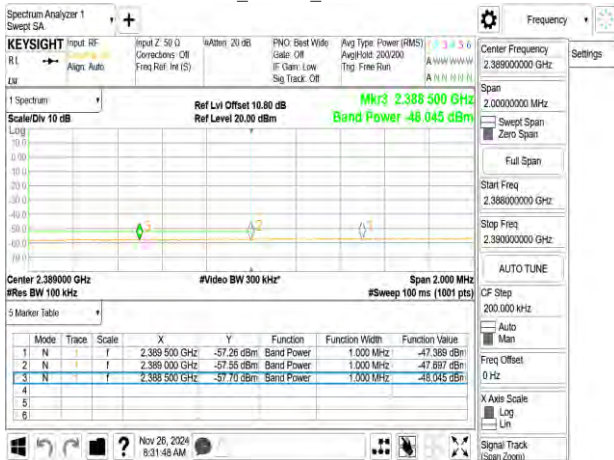 Spectrum Analyzer 1
Swept SA
Frequency
KEYSIGHT
RL
Input: RF
Align: Auto
Input Z: 50 Ω
Corrections: Off
Freq Ref: Int (S)
#Atten: 20 dB
PNO: Best Wide
Gate: Off
IF Gain: Low
Sig Track: Off
Avg Type: Power (RMS)
Avg|Hold: 200/200
Trig: Free Run
1 2 3 4 5 6
A WW WW WW
A N N N N N
1 Spectrum
Scale/Div 10 dB
Log
Ref Lvl Offset 10.80 dB
Ref Level 20.00 dBm
Mkr3 2.388 500 GHz
Band Power -48.045 dBm
10.0
0.00
-10.0
-20.0
-30.0
-40.0
-50.0
-60.0
-70.0
3
2
1
Center 2.389000 GHz
#Res BW 100 kHz
#Video BW 300 kHz*
Span 2.000 MHz
#Sweep 100 ms (1001 pts)
5 Marker Table
Mode Trace Scale X Y Function Function Width Function Value
1 N 1 f 2.389 500 GHz -57.26 dBm Band Power 1.000 MHz -47.389 dBm
2 N 1 f 2.389 000 GHz -57.55 dBm Band Power 1.000 MHz -47.697 dBm
3 N 1 f 2.388 500 GHz -57.70 dBm Band Power 1.000 MHz -48.045 dBm
4
5
6
Nov 26, 2024
8:31:48 AM
Center Frequency
2.389000000 GHz
Settings
Span
2.00000000 MHz
Swept Span
Zero Span
Full Span
Start Freq
2.388000000 GHz
Stop Freq
2.390000000 GHz
AUTO TUNE
CF Step
200.000 kHz
Auto
Man
Freq Offset
0 Hz
X Axis Scale
Log
Lin
Signal Track
(Span Zoom)